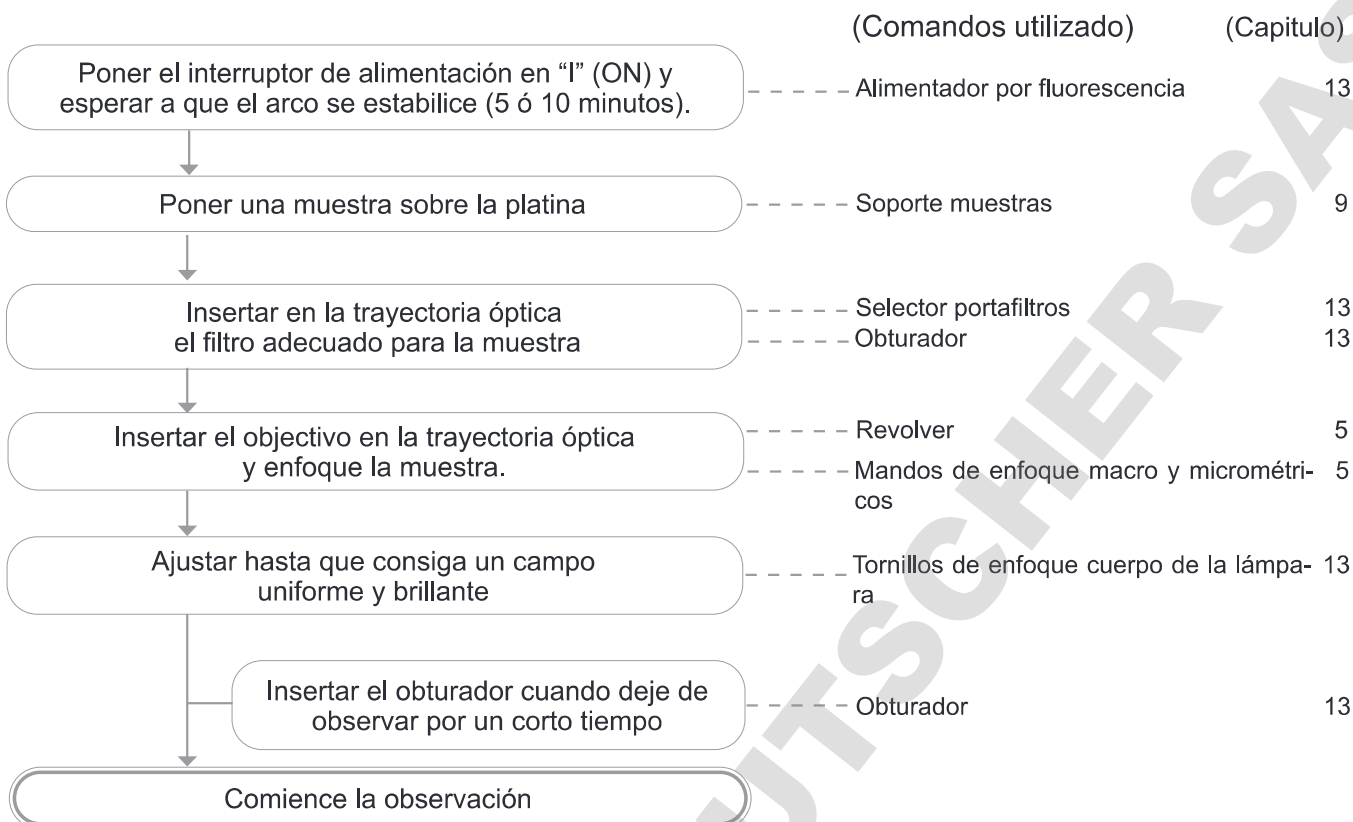 (Comandos utilizado) (Capitulo)
Poner el interruptor de alimentación en “I” (ON) y
esperar a que el arco se estabilice (5 ó 10 minutos).
Alimentador por fluorescencia 13
Poner una muestra sobre la platina
Soporte muestras 9
Insertar en la trayectoria óptica
el filtro adecuado para la muestra
Selector portafiltros 13
Obturador 13
Insertar el objectivo en la trayectoria óptica
y enfoque la muestra.
Revolver 5
Mandos de enfoque macro y micrométri- 5
cos
Ajustar hasta que consiga un campo
uniforme y brillante
Tornillos de enfoque cuerpo de la lámpa- 13
ra
Insertar el obturador cuando deje de
observar por un corto tiempo
Obturador 13
Comience la observación
UTSCHER SAS